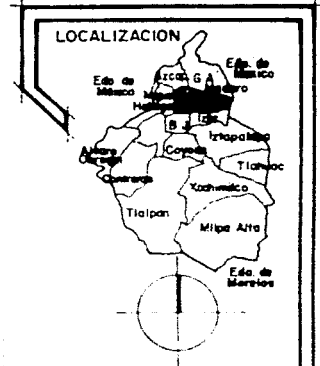 LOCALIZACION
Edo. de
México
Azcap.
G A
Madero
Edo. de
México
B J
Izta.
Iztapalapa
Alvaro
Obregon
Coyoac.
Tlahuac
Contreras
Xochimilco
Tlalpan
Milpa Alta
Edo. de
Morelos